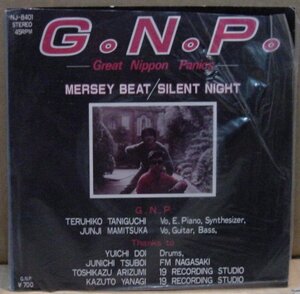 NJ-8401
STEREO
45RPM
G.N.P.
Great Nippon Panics
MERSEY BEAT/SILENT NIGHT
G.N.P
TERUHIKO TANIGUCHI Vo, E.Piano, Synthesizer,
JUNJI MAMITSUKA Vo, Guitar, Bass,
Thanks to
YUICHI DOI Drums,
JUNICHI TSUBOI FM NAGASAKI
TOSHIKAZU ARIZUMI 19 RECORDING STUDIO
KAZUTO YANAGI 19 RECORDING STUDIO
G.N.P
¥700